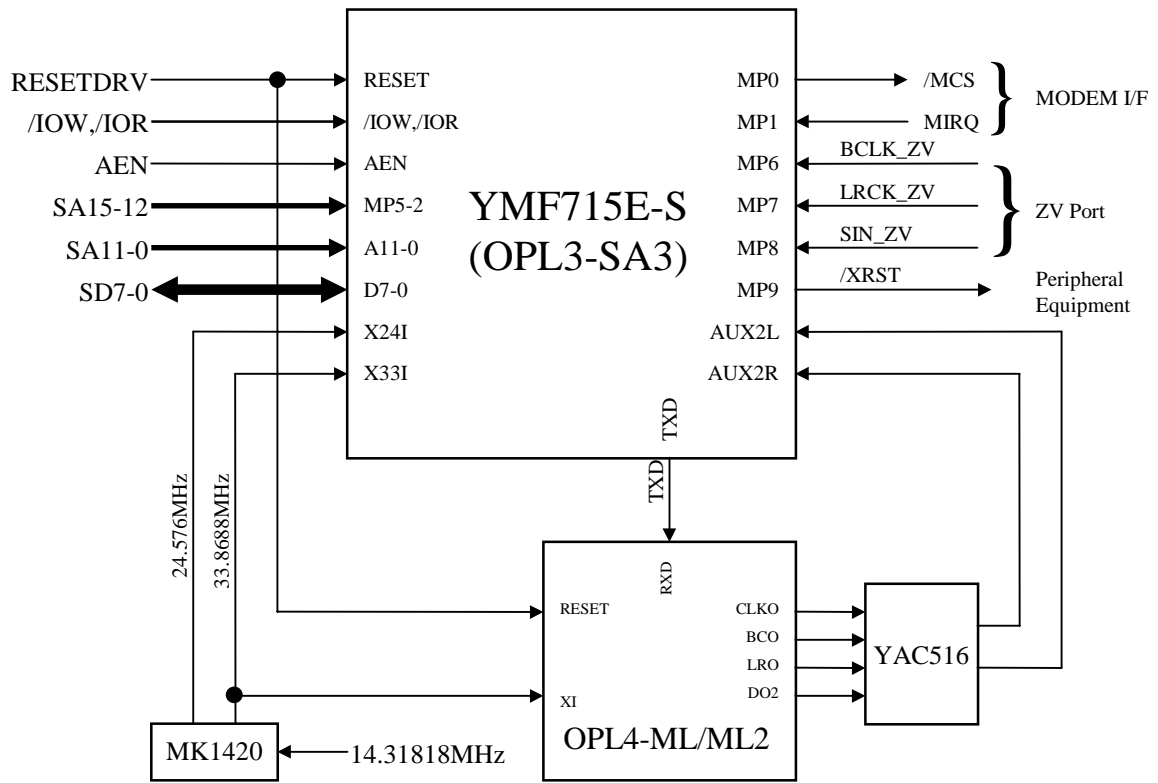 RESETDRV
/IOW,/IOR
AEN
SA15-12
SA11-0
SD7-0
RESET
/IOW,/IOR
AEN
MP5-2
A11-0
D7-0
X24I
X33I
YMF715E-S
(OPL3-SA3)
MP0
MP1
MP6
MP7
MP8
MP9
AUX2L
AUX2R
/MCS
MIRQ
BCLK_ZV
LRCK_ZV
SIN_ZV
/XRST
MODEM I/F
ZV Port
Peripheral
Equipment
TXD
TXD
24.576MHz
33.8688MHz
RXD
RESET
XI
CLKO
BCO
LRO
DO2
OPL4-ML/ML2
YAC516
MK1420
14.31818MHz